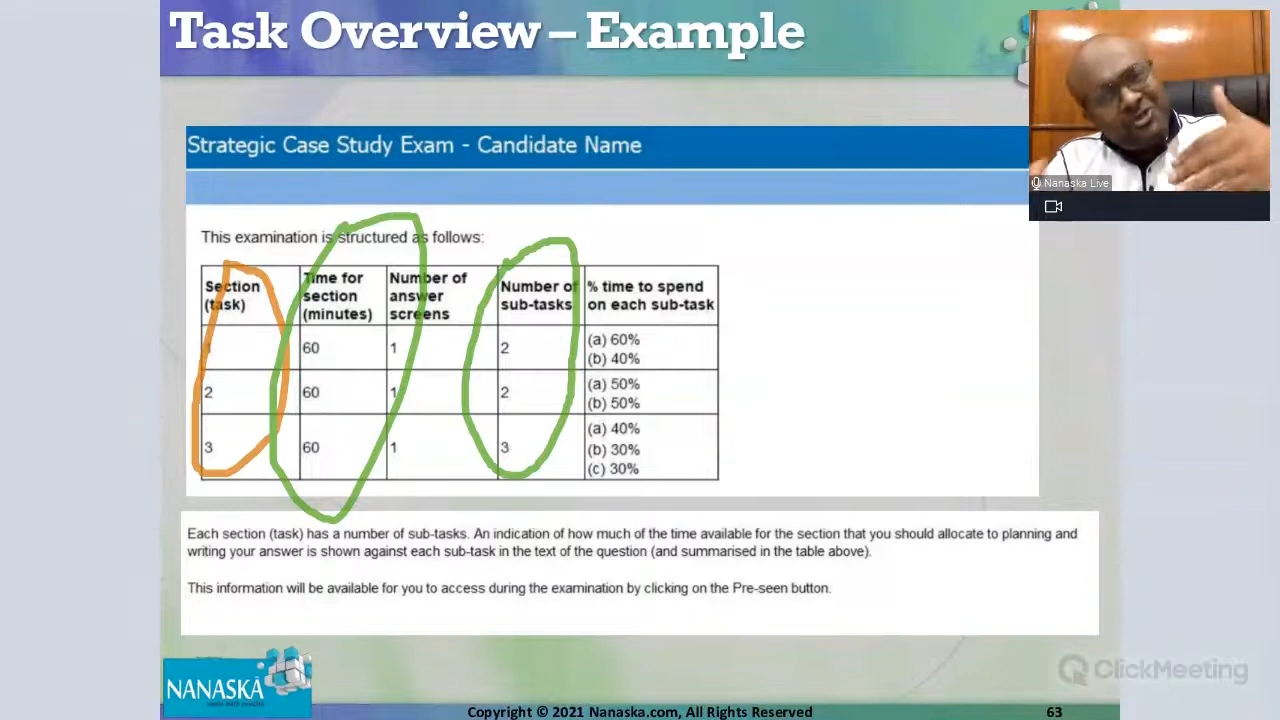 Task Overview – Example
Nanaska Live
Strategic Case Study Exam - Candidate Name
This examination is structured as follows:
Section (task) | Time for section (minutes) | Number of answer screens | Number of sub-tasks | % time to spend on each sub-task
1 | 60 | 1 | 2 | (a) 60% (b) 40%
2 | 60 | 1 | 2 | (a) 50% (b) 50%
3 | 60 | 1 | 3 | (a) 40% (b) 30% (c) 30%
Each section (task) has a number of sub-tasks. An indication of how much of the time available for the section that you should allocate to planning and
writing your answer is shown against each sub-task in the text of the question (and summarised in the table above).
This information will be available for you to access during the examination by clicking on the Pre-seen button.
ClickMeeting
NANASKA
Copyright © 2021 Nanaska.com, All Rights Reserved
63